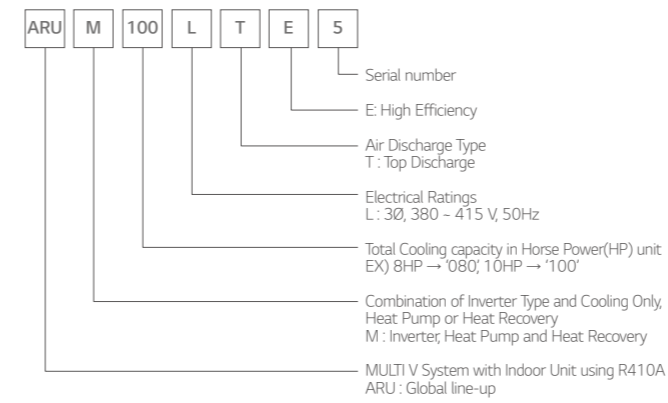 ARU M 100 L T E 5
Serial number
E: High Efficiency
Air Discharge Type
T : Top Discharge
Electrical Ratings
L : 3Ø, 380 ~ 415 V, 50Hz
Total Cooling capacity in Horse Power(HP) unit
EX) 8HP → '080', 10HP → '100'
Combination of Inverter Type and Cooling Only,
Heat Pump or Heat Recovery
M : Inverter, Heat Pump and Heat Recovery
MULTI V System with Indoor Unit using R410A
ARU : Global line-up